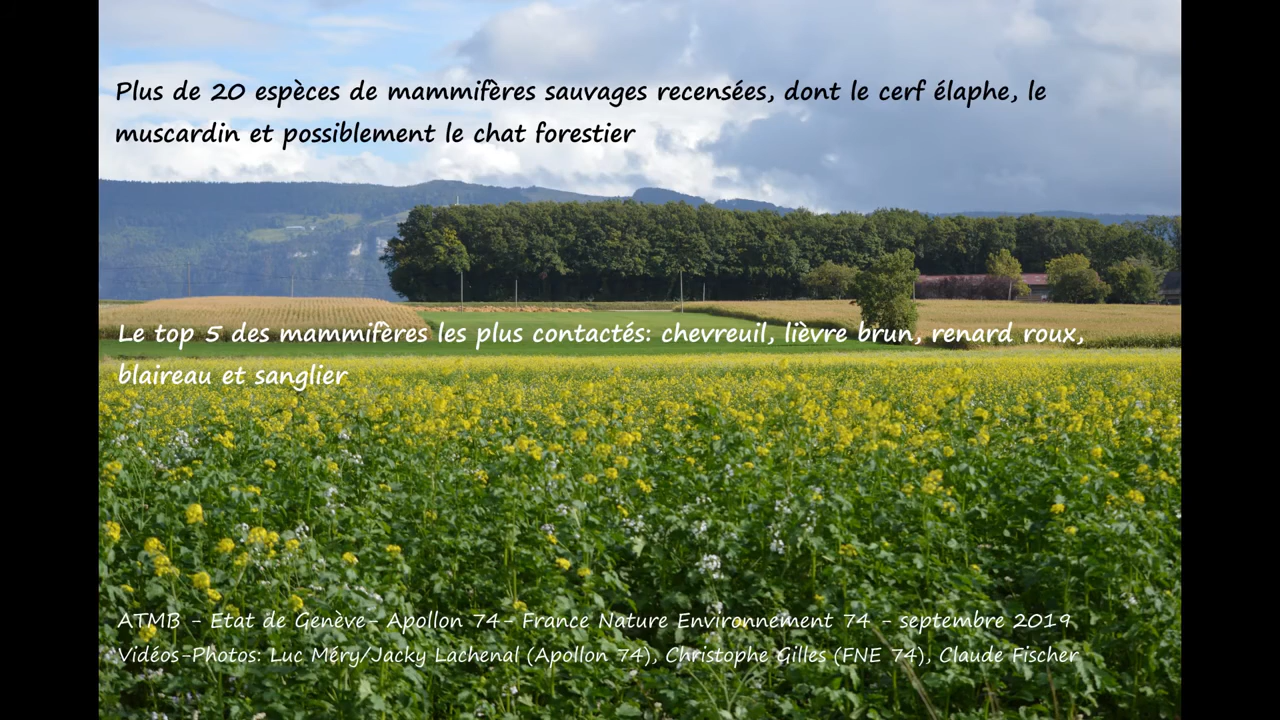 Plus de 20 espèces de mammifères sauvages recensées, dont le cerf élaphe, le
muscardin et possiblement le chat forestier
Le top 5 des mammifères les plus contactés: chevreuil, lièvre brun, renard roux,
blaireau et sanglier
ATMB - Etat de Genève- Apollon 74- France Nature Environnement 74 - septembre 2019
Vidéos-Photos: Luc Méry/Jacky Lachenal (Apollon 74), Christophe Gilles (FNE 74), Claude Fischer